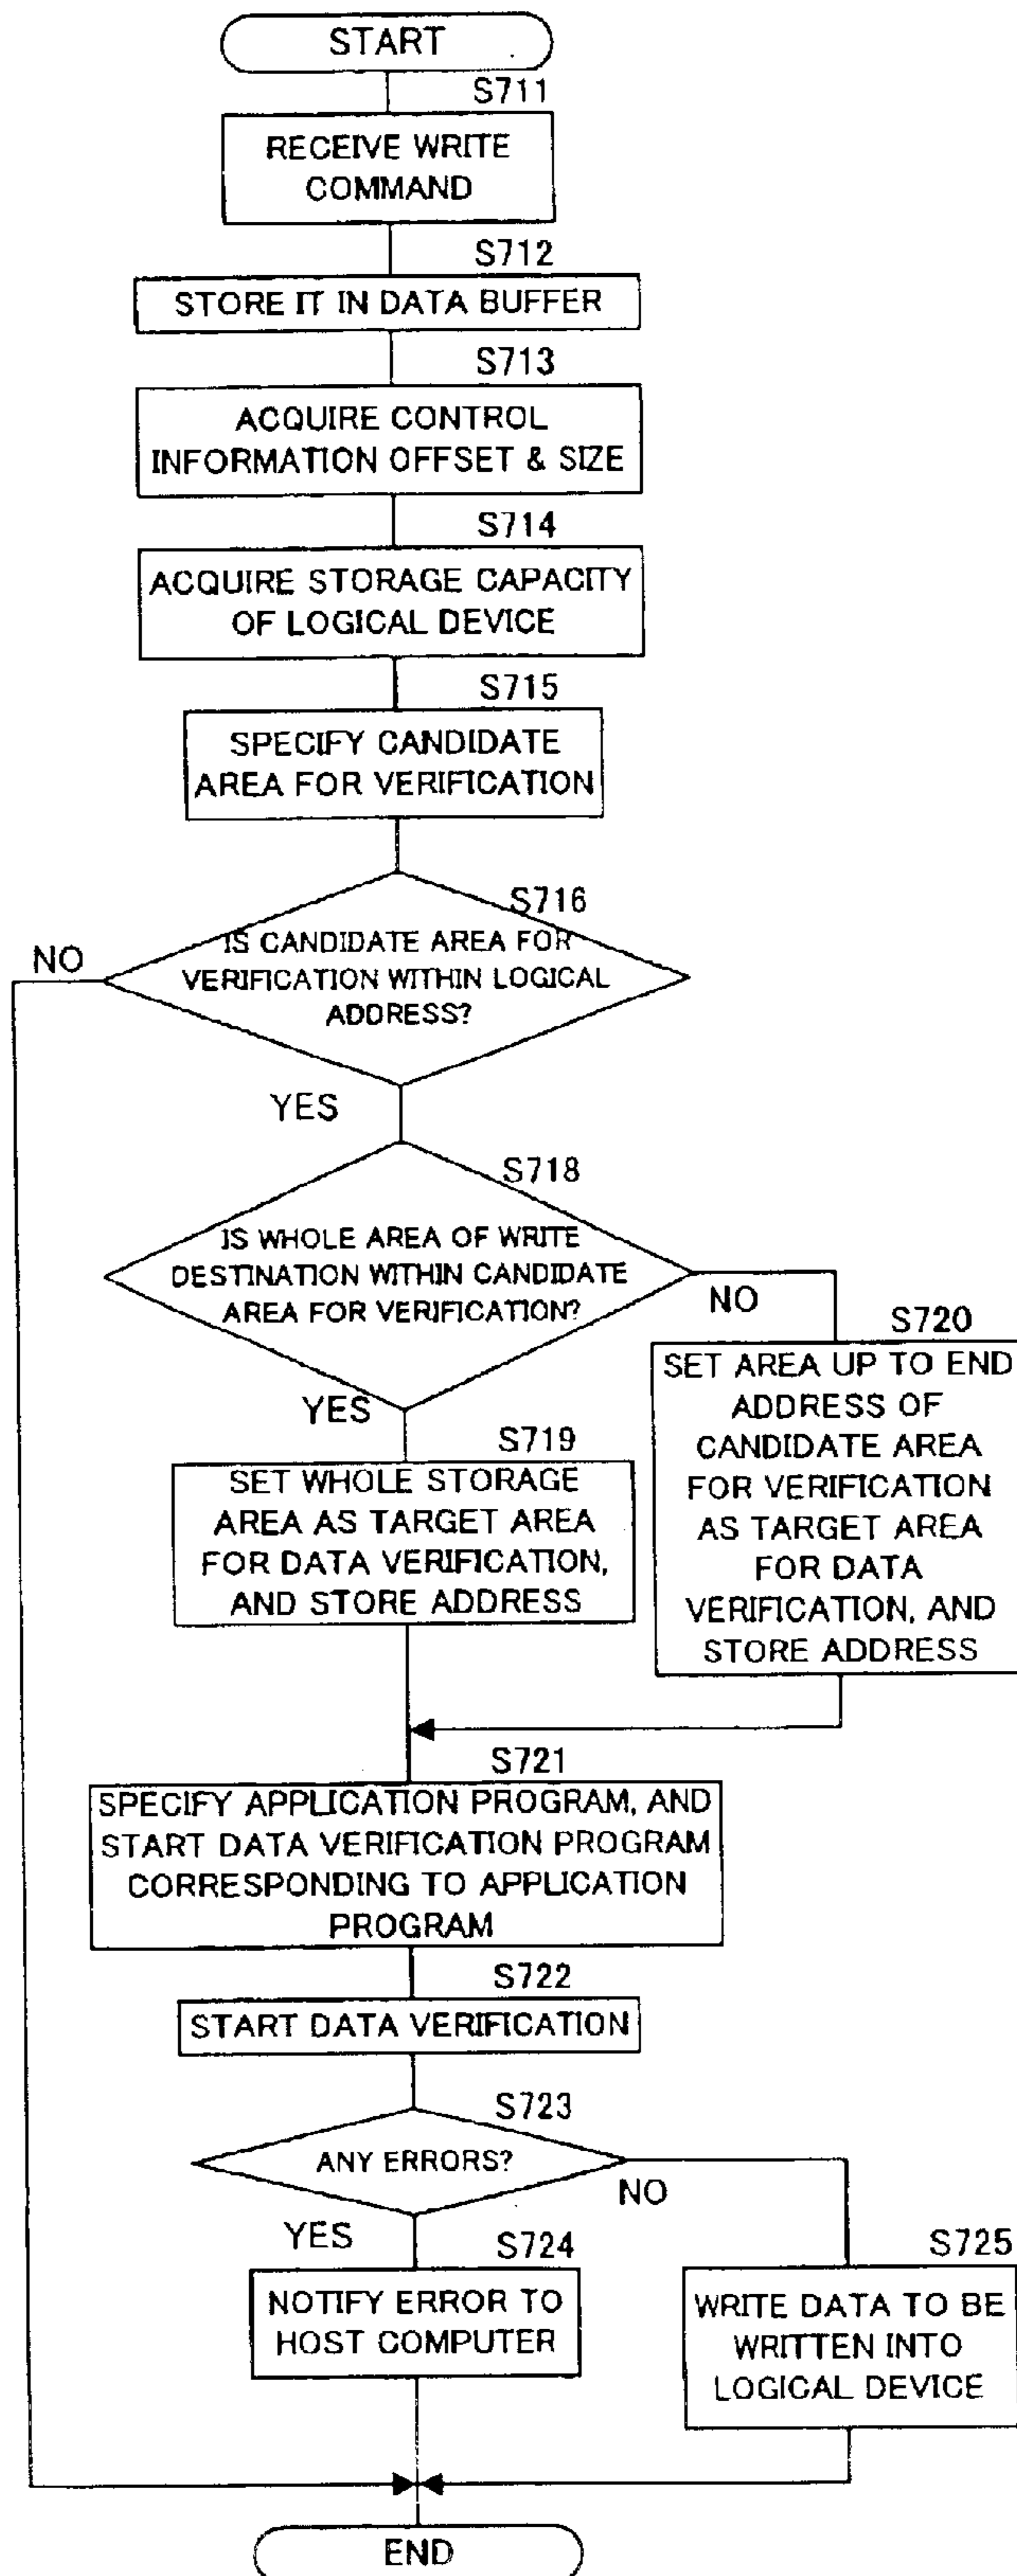 START
S711
RECEIVE WRITE
COMMAND
S712
STORE IT IN DATA BUFFER
S713
ACQUIRE CONTROL
INFORMATION OFFSET & SIZE
S714
ACQUIRE STORAGE CAPACITY
OF LOGICAL DEVICE
S715
SPECIFY CANDIDATE
AREA FOR VERIFICATION
S716
IS CANDIDATE AREA FOR
VERIFICATION WITHIN LOGICAL
ADDRESS?
NO
YES
S718
IS WHOLE AREA OF WRITE
DESTINATION WITHIN CANDIDATE
AREA FOR VERIFICATION?
NO
YES
S719
SET WHOLE STORAGE
AREA AS TARGET AREA
FOR DATA VERIFICATION,
AND STORE ADDRESS
S720
SET AREA UP TO END
ADDRESS OF
CANDIDATE AREA
FOR VERIFICATION
AS TARGET AREA
FOR DATA
VERIFICATION, AND
STORE ADDRESS
S721
SPECIFY APPLICATION PROGRAM, AND
START DATA VERIFICATION PROGRAM
CORRESPONDING TO APPLICATION
PROGRAM
S722
START DATA VERIFICATION
S723
ANY ERRORS?
NO
YES
S724
NOTIFY ERROR TO
HOST COMPUTER
S725
WRITE DATA TO BE
WRITTEN INTO
LOGICAL DEVICE
END